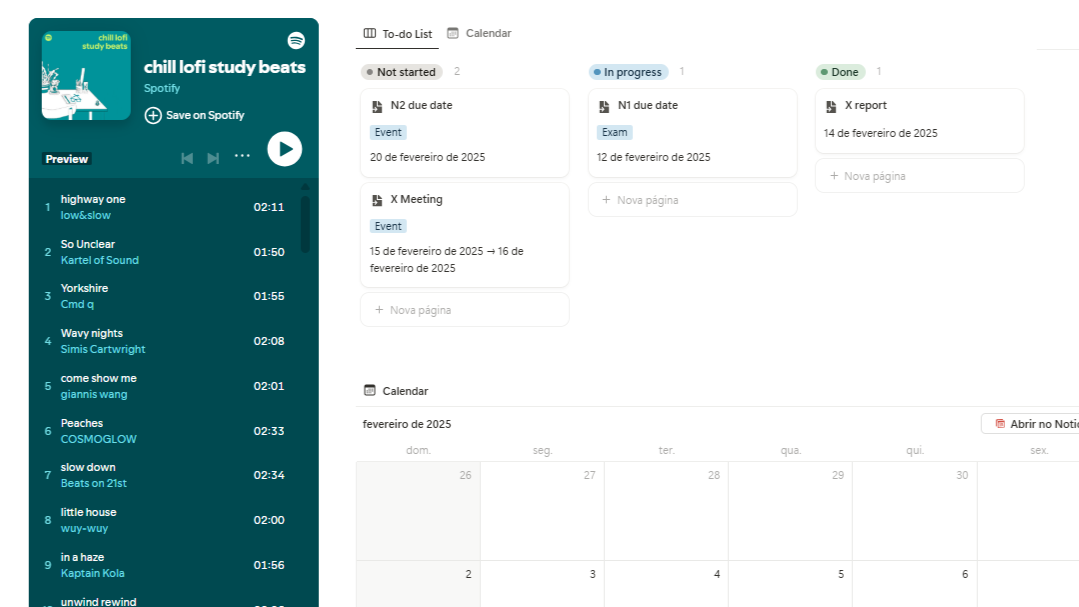 chill lofi
study beats
chill lofi study beats
Spotify
Save on Spotify
Preview
1 highway one 02:11
low&slow
2 So Unclear 01:50
Kartel of Sound
3 Yorkshire 01:55
Cmd q
4 Wavy nights 02:08
Simis Cartwright
5 come show me 02:01
giannis wang
6 Peaches 02:33
COSMOGLOW
7 slow down 02:34
Beats on 21st
8 little house 02:00
wuy-wuy
9 in a haze 01:56
Kaptain Kola
unwind rewind
To-do List Calendar
Not started 2
N2 due date
Event
20 de fevereiro de 2025
X Meeting
Event
15 de fevereiro de 2025 → 16 de
fevereiro de 2025
+ Nova página
In progress 1
N1 due date
Exam
12 de fevereiro de 2025
+ Nova página
Done 1
X report
14 de fevereiro de 2025
+ Nova página
Calendar
fevereiro de 2025 Abrir no Notio
dom. seg. ter. qua. qui. sex.
26 27 28 29 30
2 3 4 5 6